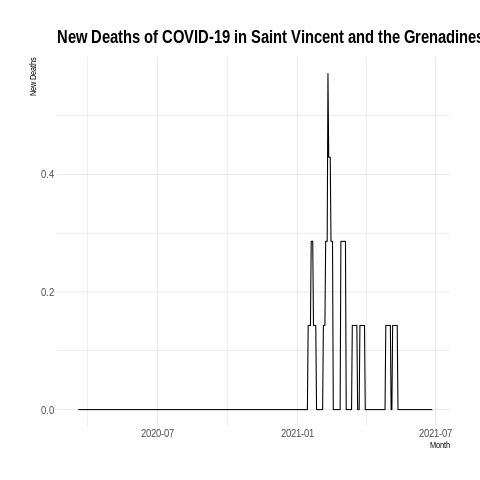 New Deaths of COVID-19 in Saint Vincent and the Grenadines
New Deaths
0.4
0.2
0.0
2020-07
2021-01
2021-07
Month